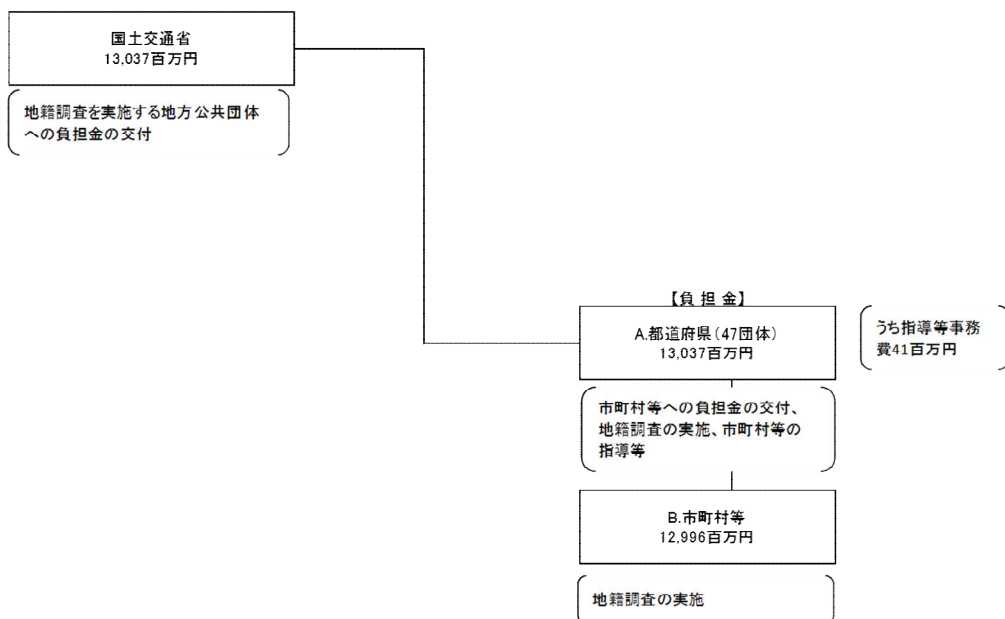 国土交通省
13,037百万円
地籍調査を実施する地方公共団体
への負担金の交付
【負 担 金】
A.都道府県(47団体)
13,037百万円
うち指導等事務
費41百万円
市町村等への負担金の交付、
地籍調査の実施、市町村等の
指導等
B.市町村等
12,996百万円
地籍調査の実施